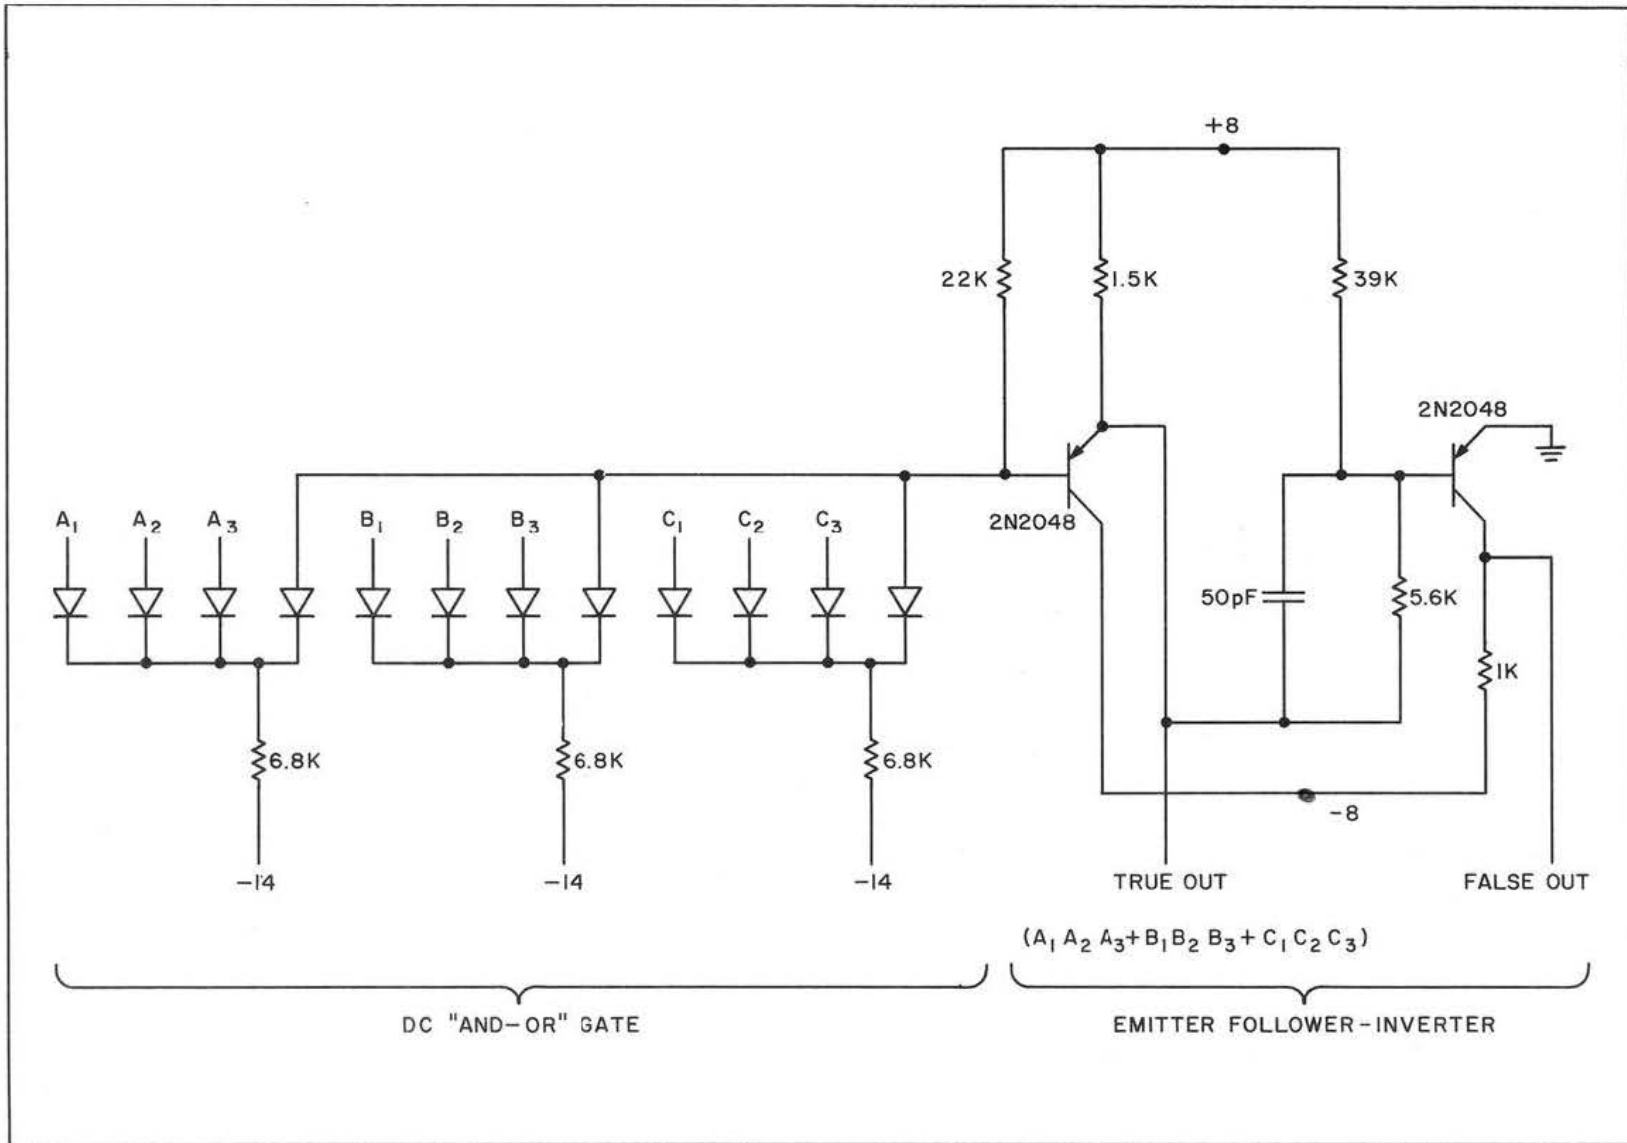 +8
22K 1.5K 39K
2N2048
A1 A2 A3 B1 B2 B3 C1 C2 C3
2N2048
50pF 5.6K
1K
6.8K 6.8K 6.8K
-8
-14 -14 -14
TRUE OUT FALSE OUT
(A1 A2 A3+B1 B2 B3+C1 C2 C3)
DC "AND-OR" GATE
EMITTER FOLLOWER-INVERTER